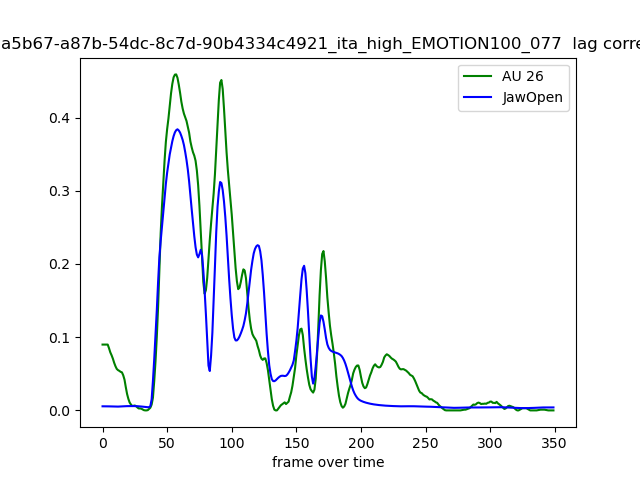 a5b67-a87b-54dc-8c7d-90b4334c4921_ita_high_EMOTION100_077 lag corre
AU 26
JawOpen
0.4
0.3
0.2
0.1
0.0
0 50 100 150 200 250 300 350
frame over time